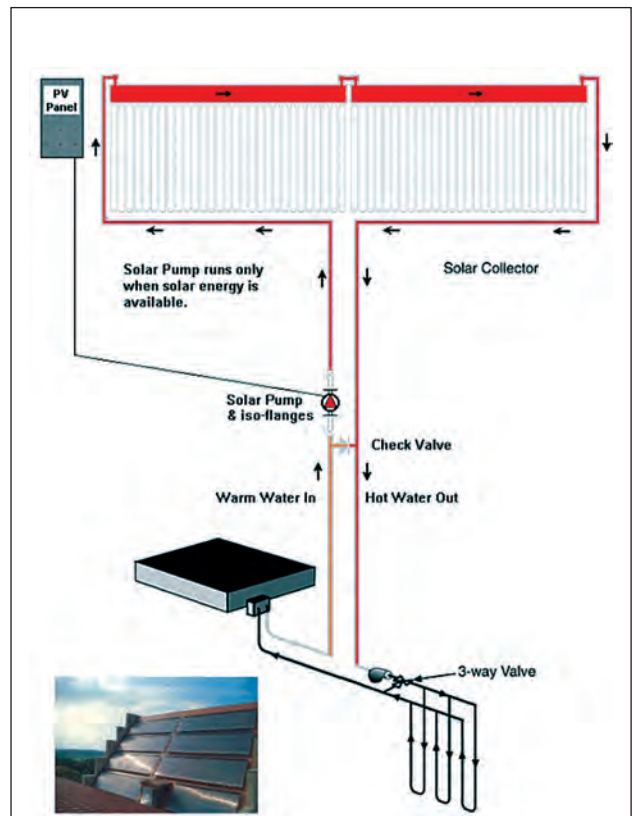 PV
Panel
Solar Pump runs only
when solar energy is
available.
Solar Collector
Solar Pump
& iso-flanges
Check Valve
Warm Water In
Hot Water Out
3-way Valve